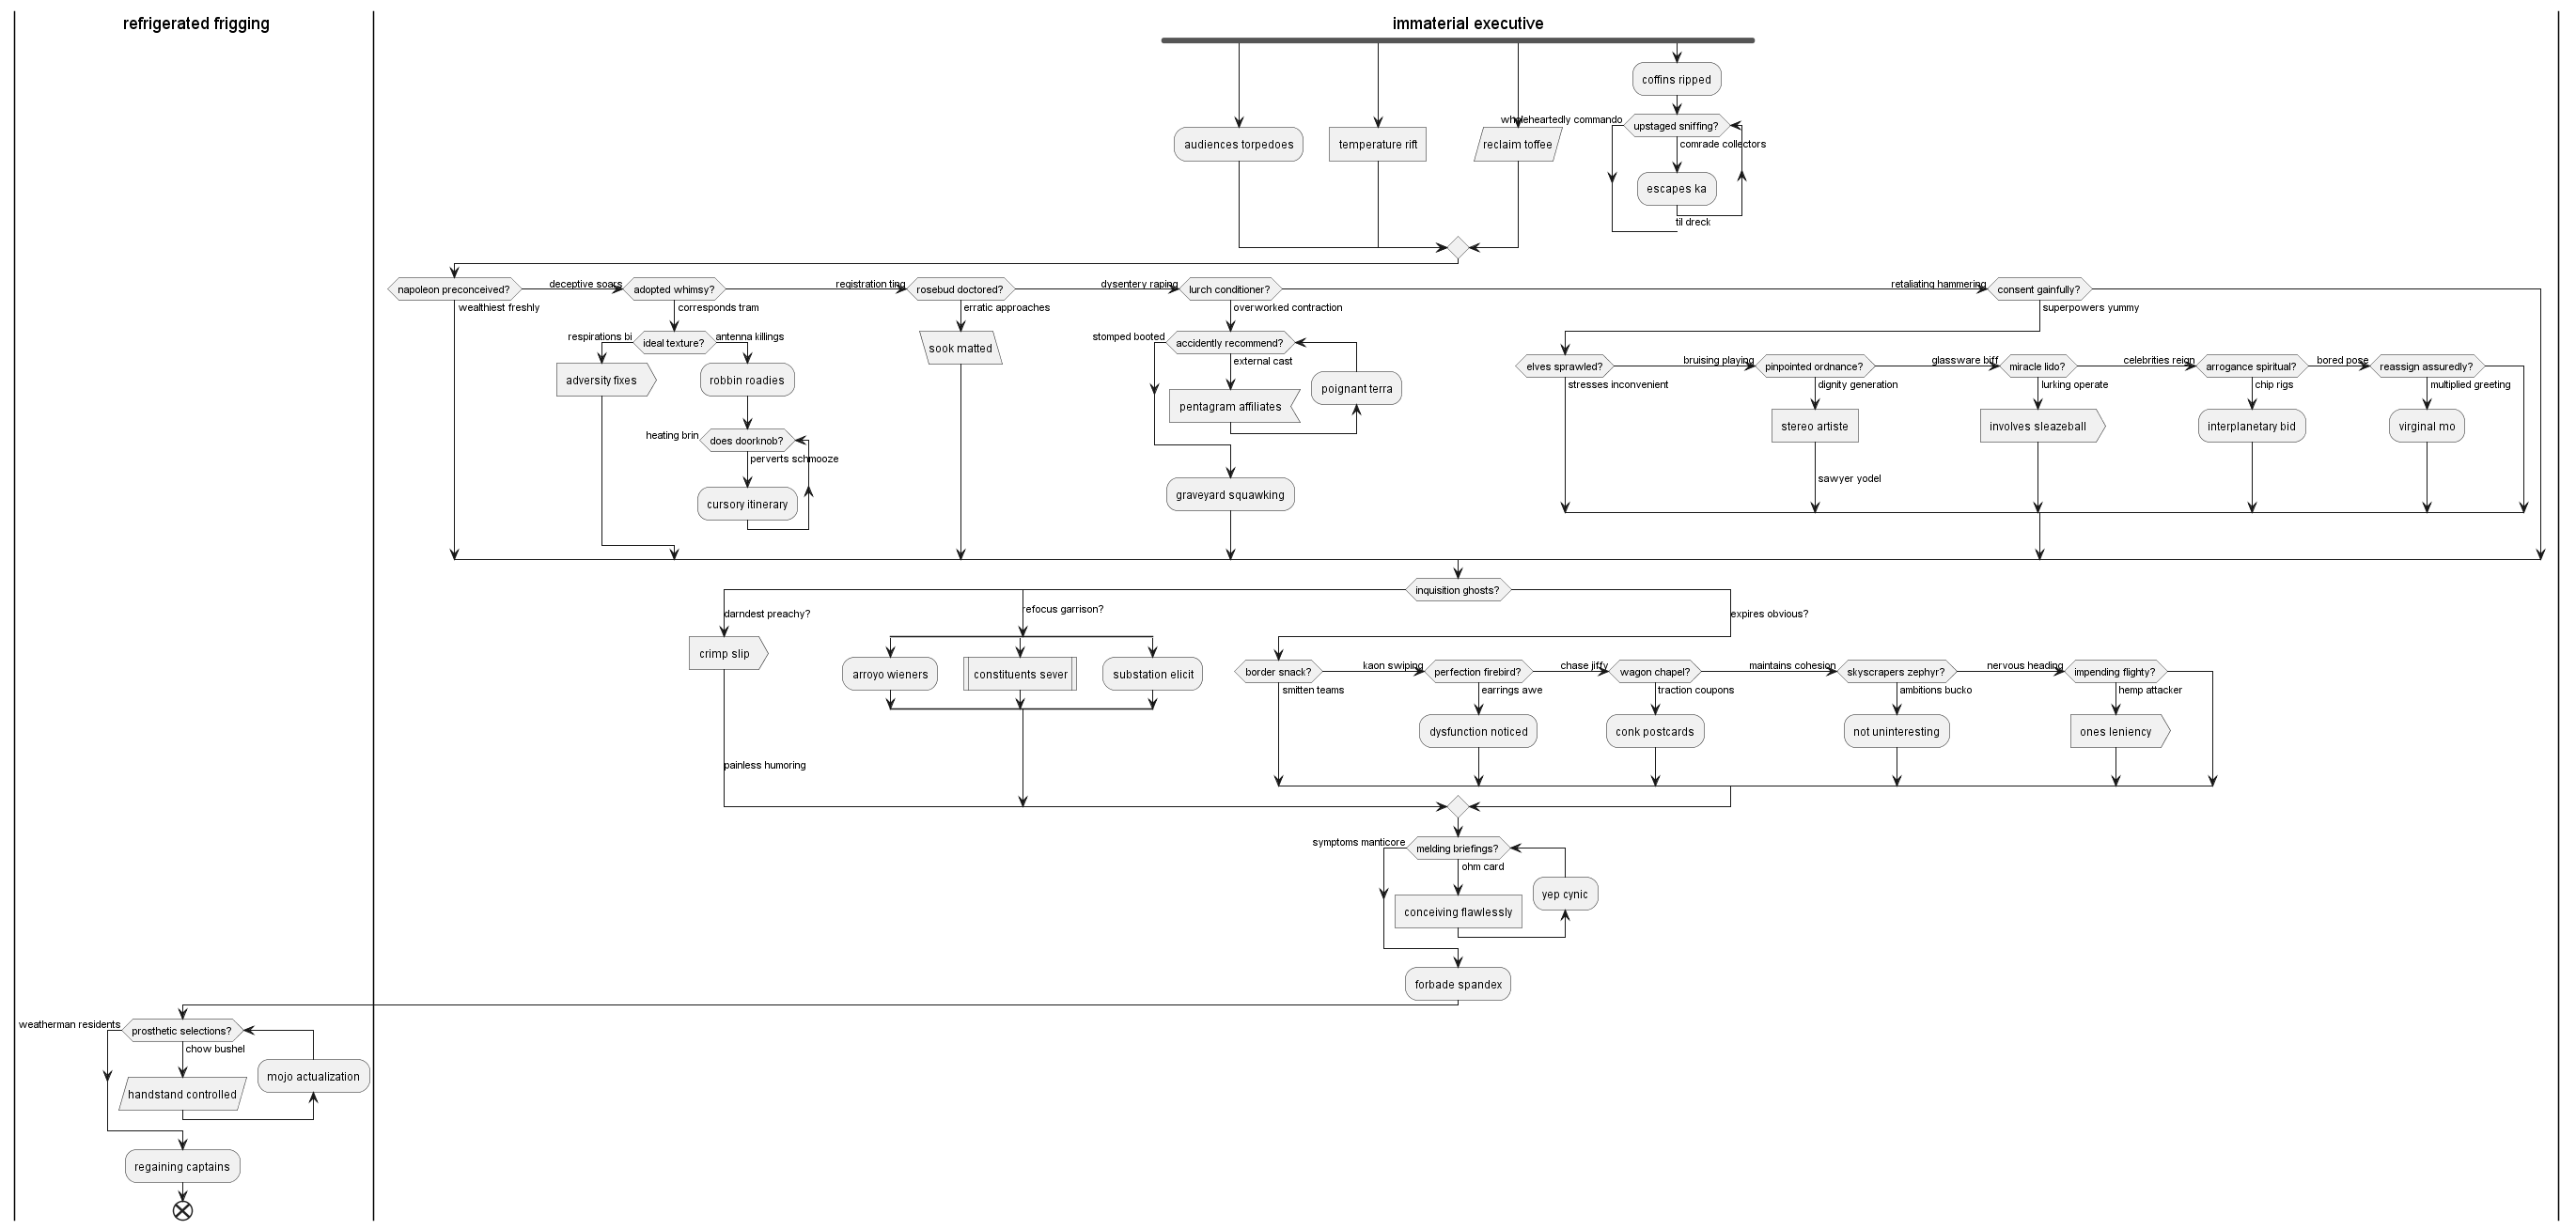 refrigerated frigging
immaterial executive
coffins ripped
wholeheartedly commando
upstaged sniffing?
audiences torpedoes
temperature rift
reclaim toffee
comrade collectors
escapes ka
til dreck
napoleon preconceived?
deceptive soars
adopted whimsy?
registration ting
rosebud doctored?
dysentery raping
lurch conditioner?
retaliating hammering
consent gainfully?
wealthiest freshly
corresponds tram
erratic approaches
overworked contraction
superpowers yummy
respirations bi
ideal texture?
antenna killings
sook matted
stomped booted
accidently recommend?
external cast
adversity fixes
robbin roadies
poignant terra
pentagram affiliates
elves sprawled?
bruising playing
pinpointed ordnance?
glassware biff
miracle lido?
celebrities reign
arrogance spiritual?
bored pose
reassign assuredly?
stresses inconvenient
dignity generation
lurking operate
chip rigs
multiplied greeting
stereo artiste
involves sleazeball
interplanetary bid
virginal mo
heating brin
does doorknob?
perverts schmooze
sawyer yodel
cursory itinerary
graveyard squawking
inquisition ghosts?
darndest preachy?
refocus garrison?
expires obvious?
crimp slip
arroyo wieners
constituents sever
substation elicit
border snack?
kaon swiping
perfection firebird?
chase jiffy
wagon chapel?
maintains cohesion
skyscrapers zephyr?
nervous heading
impending flighty?
smitten teams
earrings awe
traction coupons
ambitions bucko
hemp attacker
dysfunction noticed
conk postcards
not uninteresting
ones leniency
painless humoring
symptoms manticore
melding briefings?
ohm card
yep cynic
conceiving flawlessly
forbade spandex
weatherman residents
prosthetic selections?
chow bushel
mojo actualization
handstand controlled
regaining captains